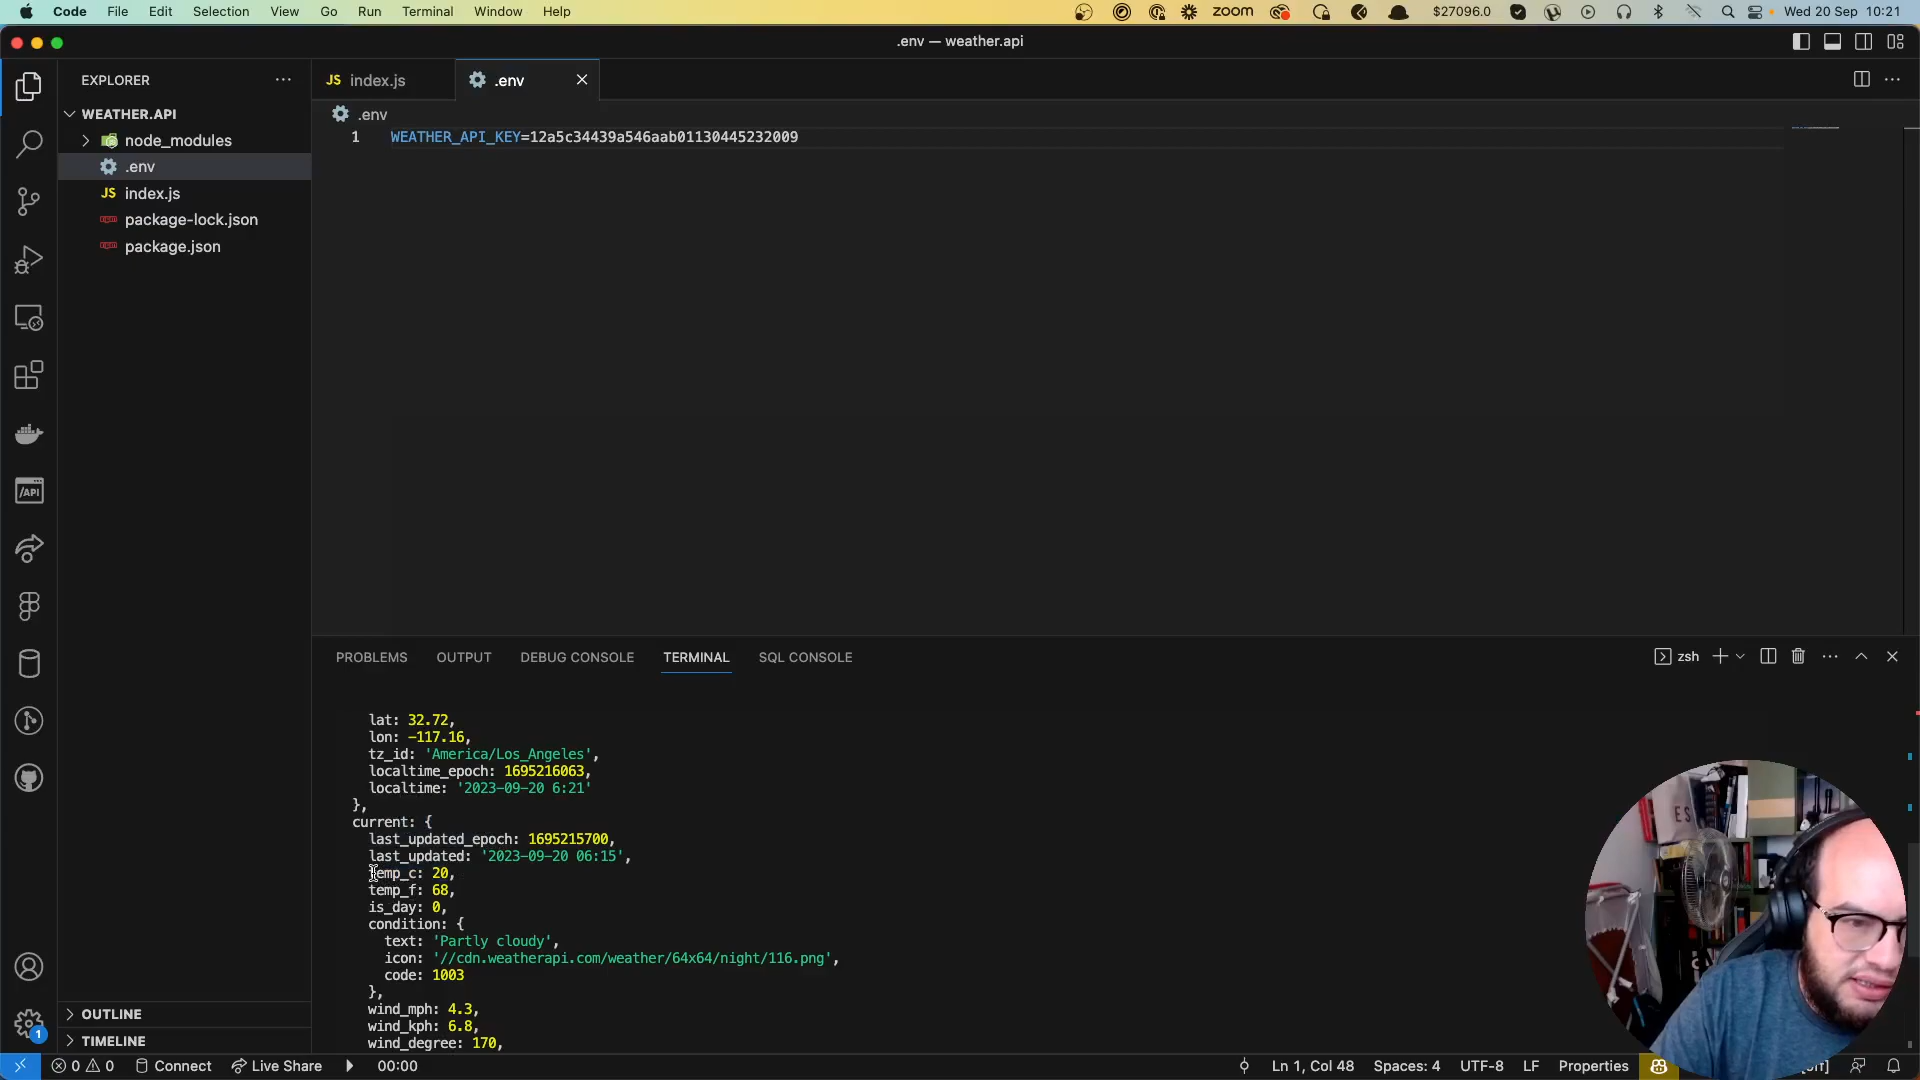 Code File Edit Selection View Go Run Terminal Window Help zoom $27096.0 Wed 20 Sep 10:21
.env — weather.api
EXPLORER
JS index.js
.env
WEATHER.API
node_modules
.env
JS index.js
package-lock.json
package.json
.env
1 WEATHER_API_KEY=12a5c34439a546aab01130445232009
/API
PROBLEMS OUTPUT DEBUG CONSOLE TERMINAL SQL CONSOLE
zsh
lat: 32.72,
lon: -117.16,
tz_id: 'America/Los_Angeles',
localtime_epoch: 1695216063,
localtime: '2023-09-20 6:21'
},
current: {
last_updated_epoch: 1695215700,
last_updated: '2023-09-20 06:15',
temp_c: 20,
temp_f: 68,
is_day: 0,
condition: {
text: 'Partly cloudy',
icon: '//cdn.weatherapi.com/weather/64x64/night/116.png',
code: 1003
},
wind_mph: 4.3,
wind_kph: 6.8,
wind_degree: 170,
OUTLINE
TIMELINE
1
0 0 Connect Live Share 00:00 Ln 1, Col 48 Spaces: 4 UTF-8 LF Properties